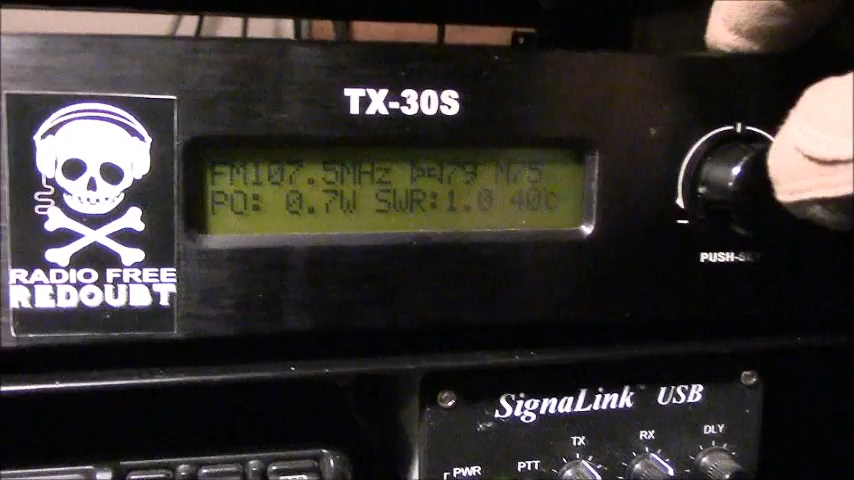 TX-30S
FM107.5MHz 79 N75
PO: 0.7W SWR:1.0 40C
RADIO FREE
REDOUBT
SignaLink USB
TX
RX
DLY
PWR
PTT